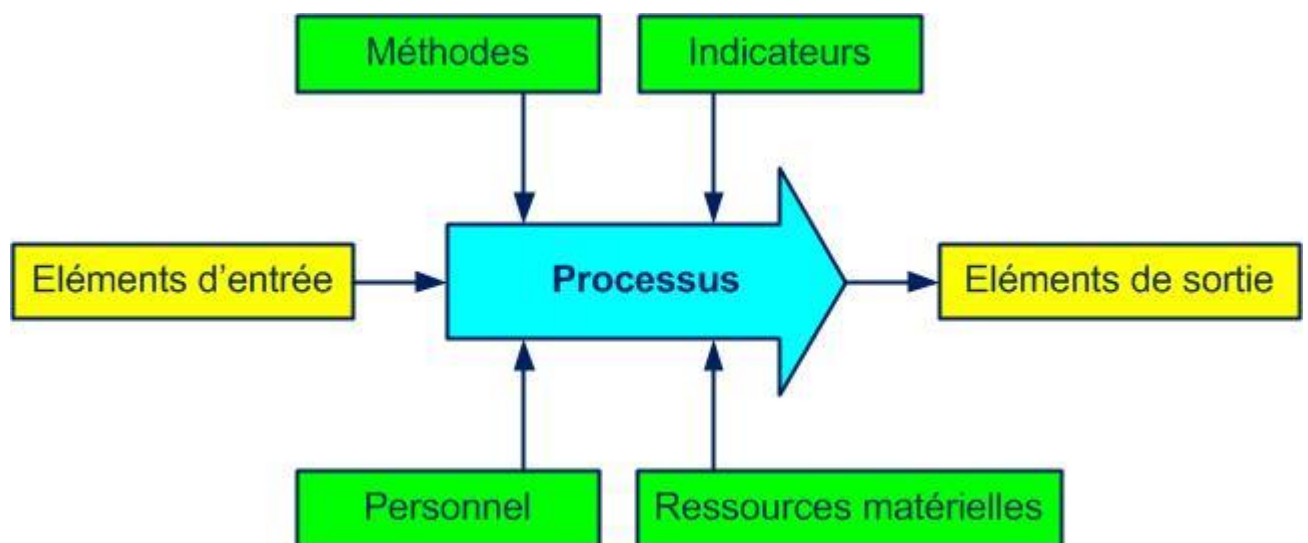 Méthodes
Indicateurs
Eléments d'entrée
Processus
Eléments de sortie
Personnel
Ressources matérielles